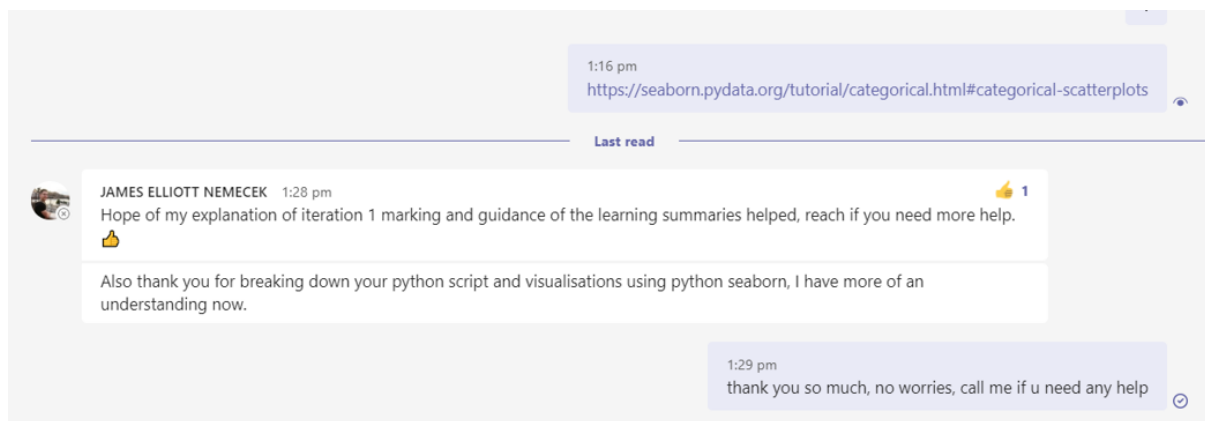 1:16 pm
https://seaborn.pydata.org/tutorial/categorical.html#categorical-scatterplots
Last read
JAMES ELLIOTT NEMECEK 1:28 pm
1
Hope of my explanation of iteration 1 marking and guidance of the learning summaries helped, reach if you need more help.
Also thank you for breaking down your python script and visualisations using python seaborn, I have more of an
understanding now.
1:29 pm
thank you so much, no worries, call me if u need any help